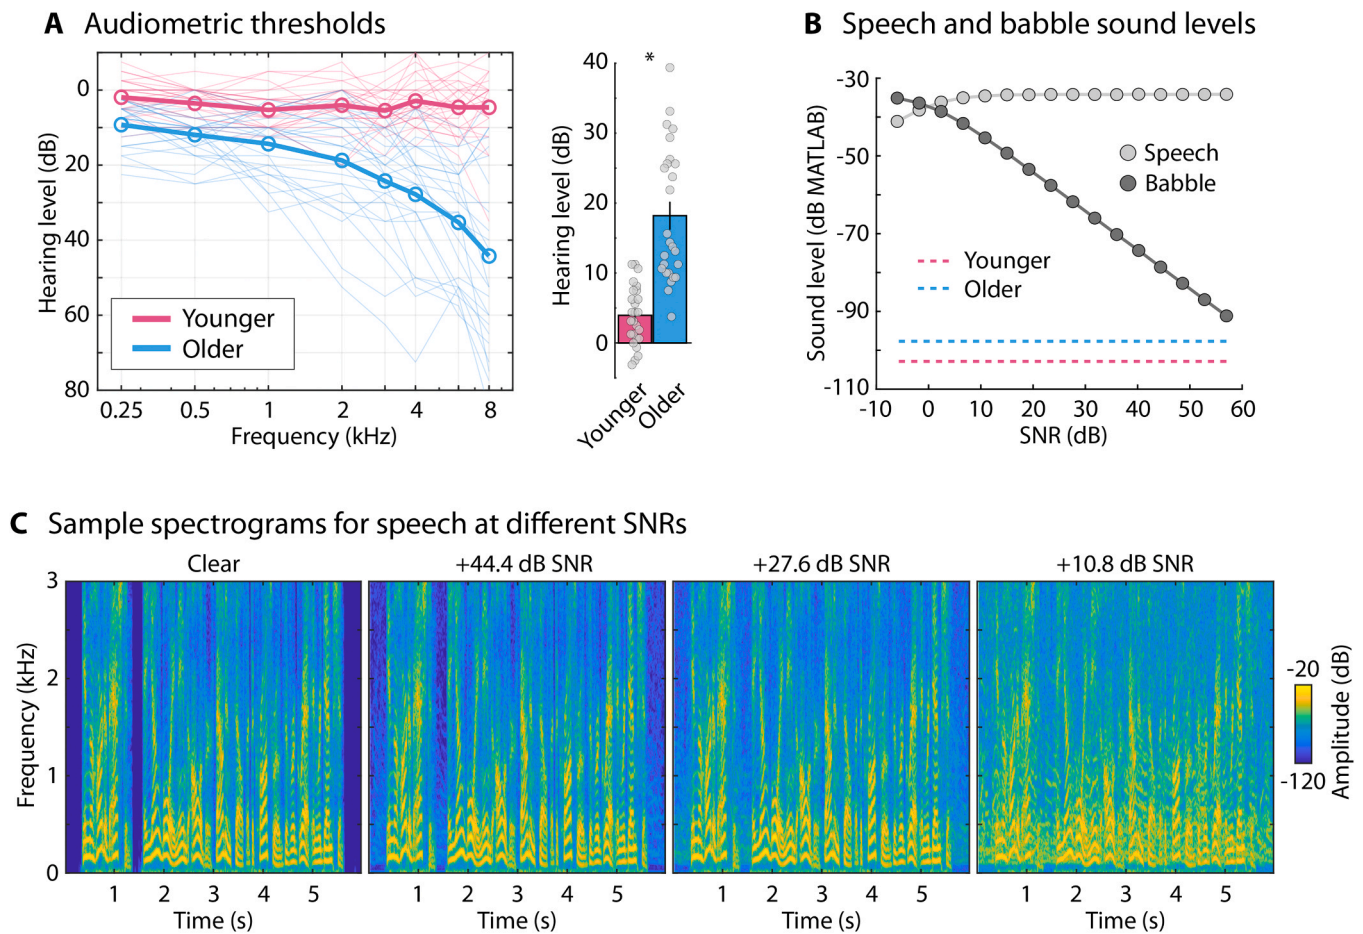 A Audiometric thresholds
0
20
40
60
80
Hearing level (dB)
0.25 0.5 1 2 4 8
Frequency (kHz)
Younger
Older
40
30
20
10
0
Hearing level (dB)
*
Younger
Older
B Speech and babble sound levels
-30
-50
-70
-90
-110
Sound level (dB MATLAB)
Speech
Babble
Younger
Older
-10 0 10 20 30 40 50 60
SNR (dB)
C Sample spectrograms for speech at different SNRs
Clear
+44.4 dB SNR
+27.6 dB SNR
+10.8 dB SNR
3
2
1
0
Frequency (kHz)
1 2 3 4 5
Time (s)
1 2 3 4 5
Time (s)
1 2 3 4 5
Time (s)
1 2 3 4 5
Time (s)
-20
-120
Amplitude (dB)